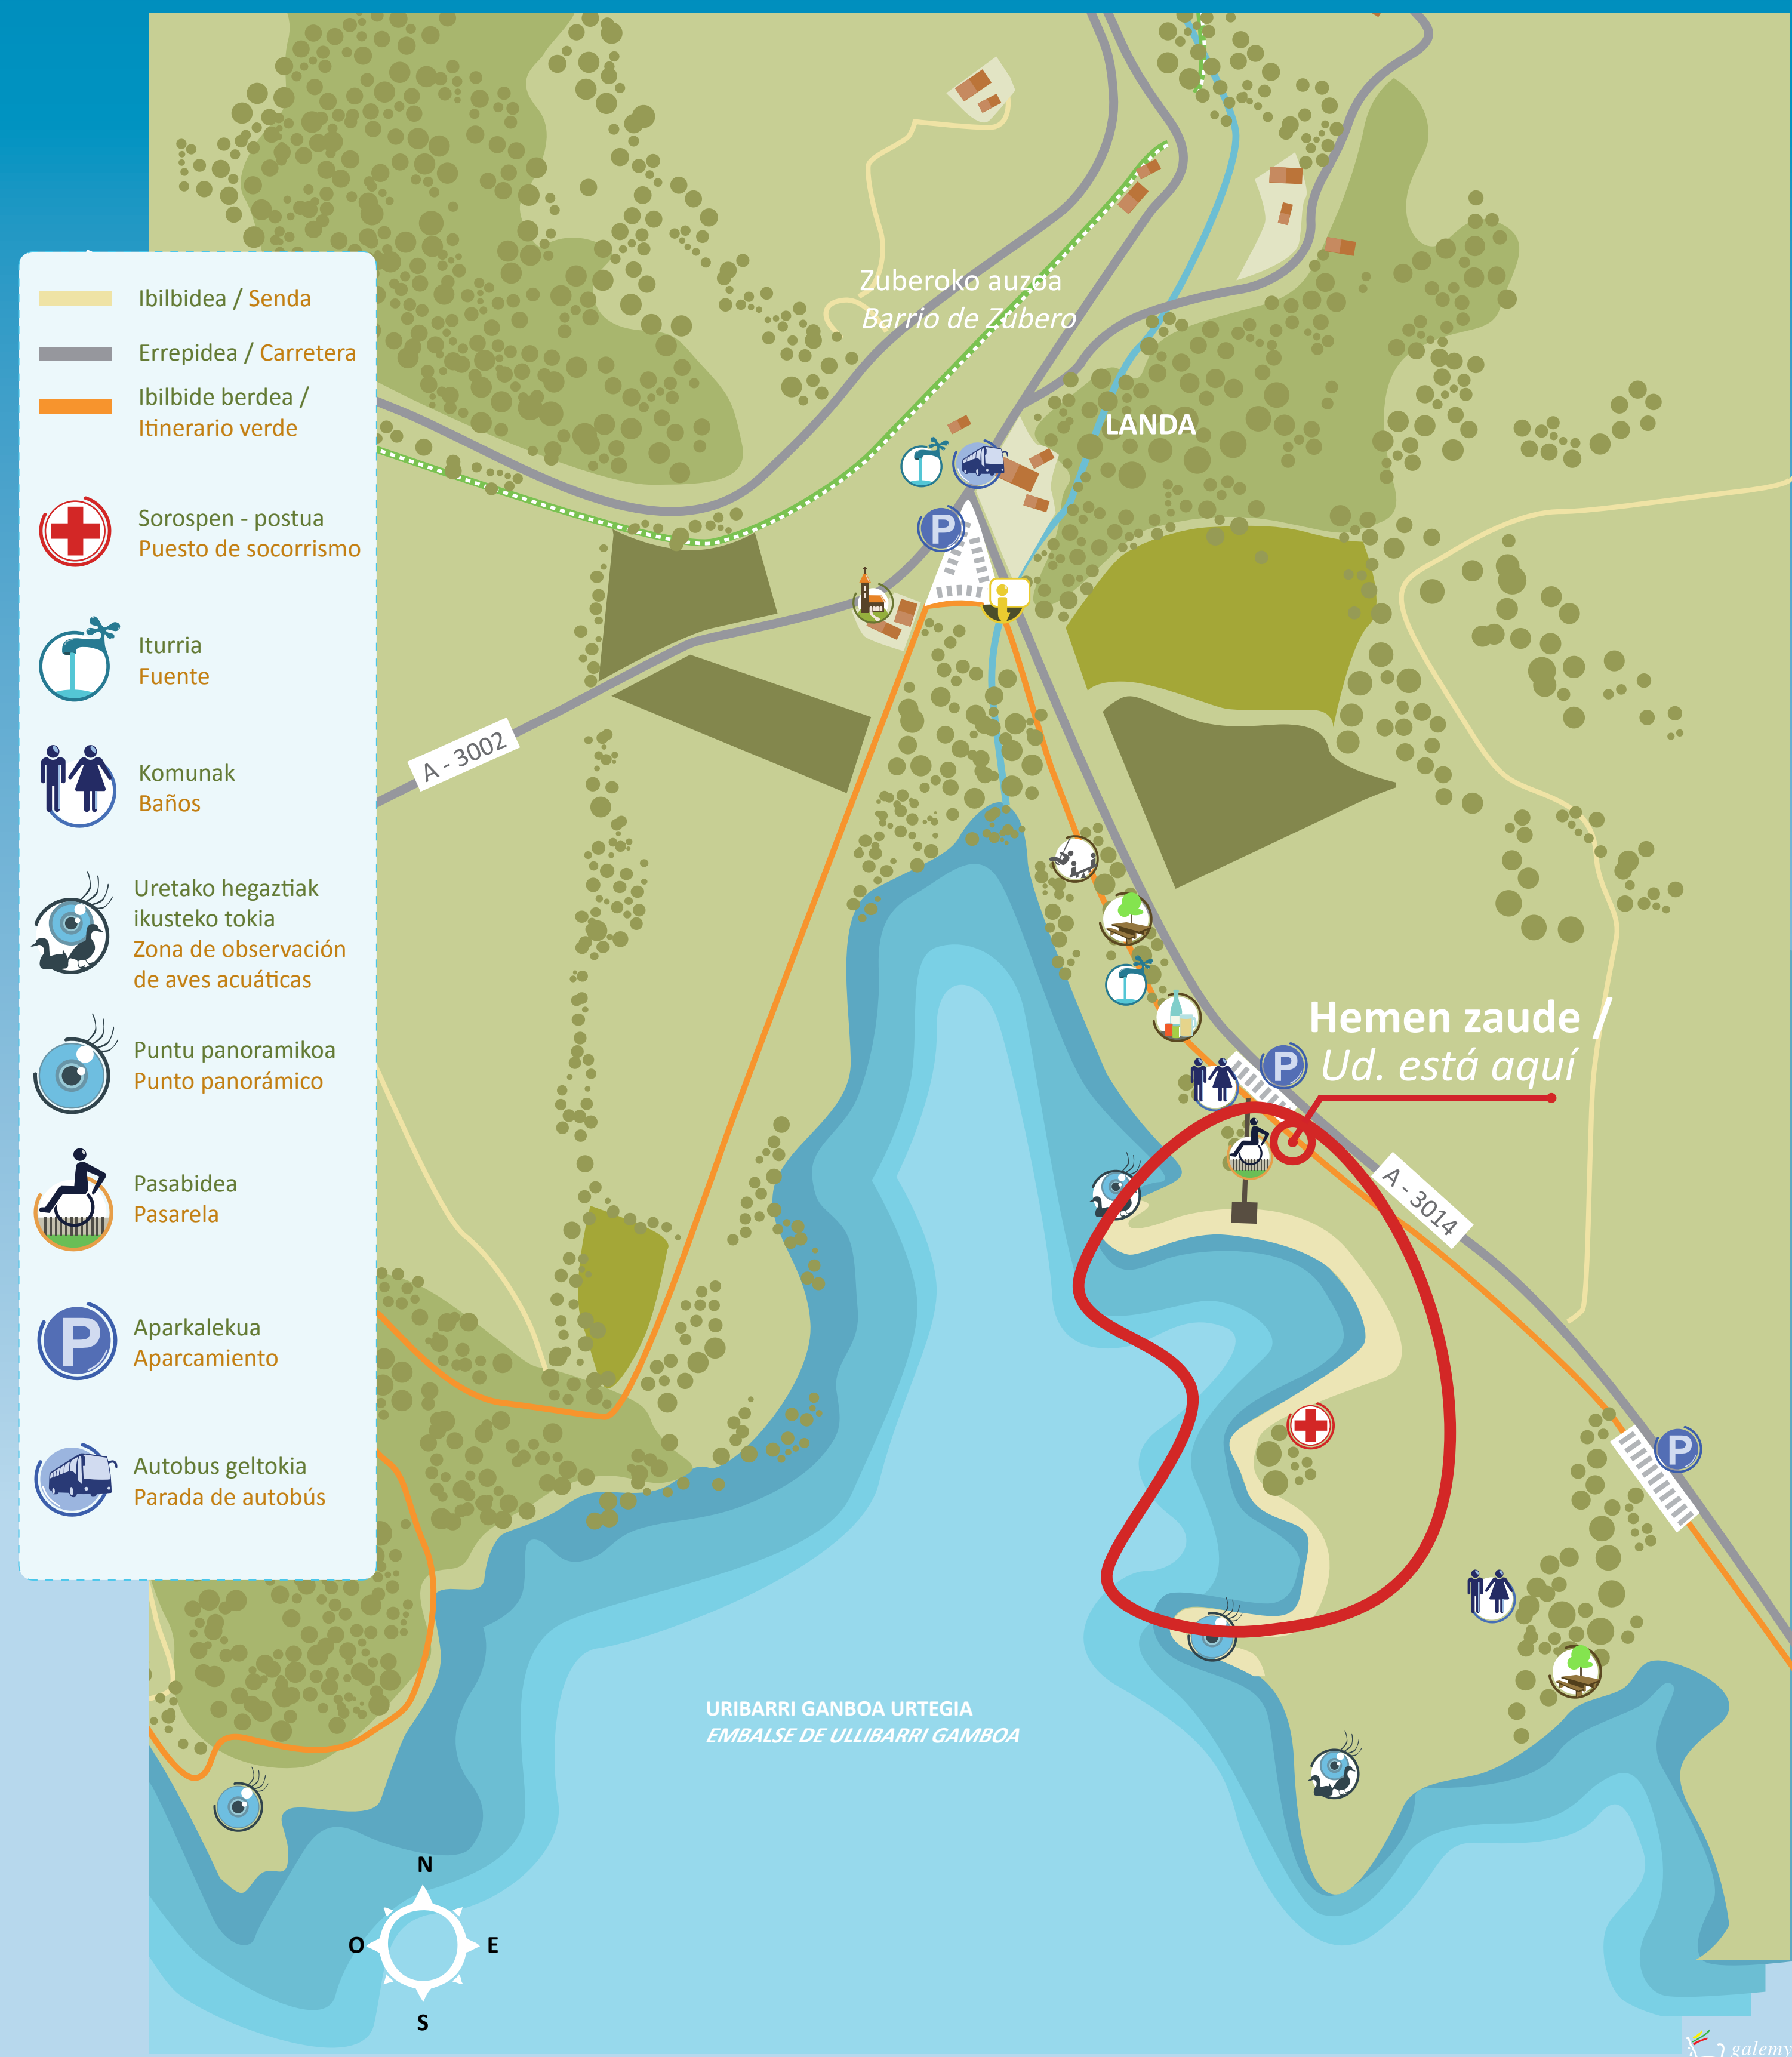 Zuberoko auzoa
Barrio de Zubero
LANDA
Ibilbidea / Senda
Errepidea / Carretera
Ibilbide berdea /
Itinerario verde
Sorospen - postua
Puesto de socorrismo
Iturria
Fuente
Komunak
Baños
Uretako hegaztiak
ikusteko tokia
Zona de observación
de aves acuáticas
Puntu panoramikoa
Punto panorámico
Pasabidea
Pasarela
P
Aparkalekua
Aparcamiento
Autobus geltokia
Parada de autobús
P
i
A - 3002
Hemen zaude /
Ud. está aquí
P
A - 3014
P
URIBARRI GANBOA URTEGIA
EMBALSE DE ULLIBARRI GAMBOA
N
O
E
S